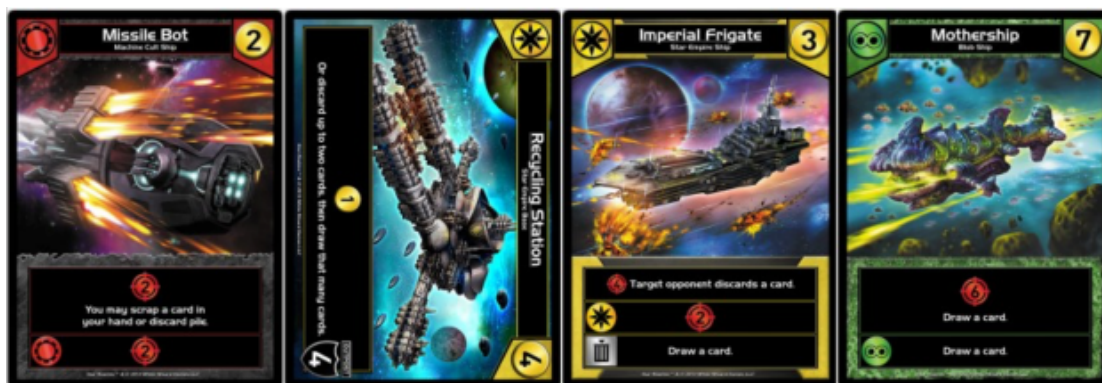 Missile Bot
Machine Cult Ship
2
2
You may scrap a card in
your hand or discard pile.
2
Recycling Station
Star Empire Base
4
1
Or discard up to two cards, then draw that many cards.
4
Imperial Frigate
Star Empire Ship
3
Target opponent discards a card.
2
Draw a card.
Mothership
Blob Ship
7
6
Draw a card.
Draw a card.